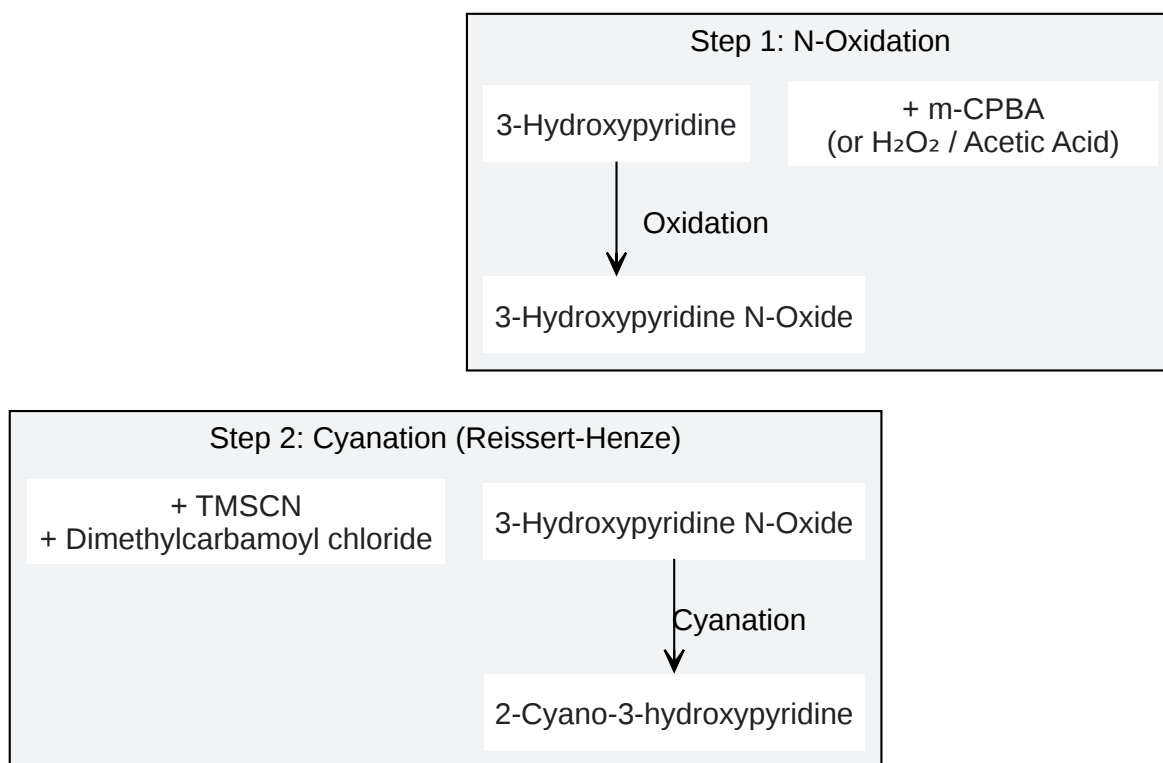 Step 1: N-Oxidation
3-Hydroxypyridine
+ m-CPBA
(or H₂O₂ / Acetic Acid)
Oxidation
3-Hydroxypyridine N-Oxide
Step 2: Cyanation (Reissert-Henze)
+ TMSCN
+ Dimethylcarbamoyl chloride
3-Hydroxypyridine N-Oxide
Cyanation
2-Cyano-3-hydroxypyridine